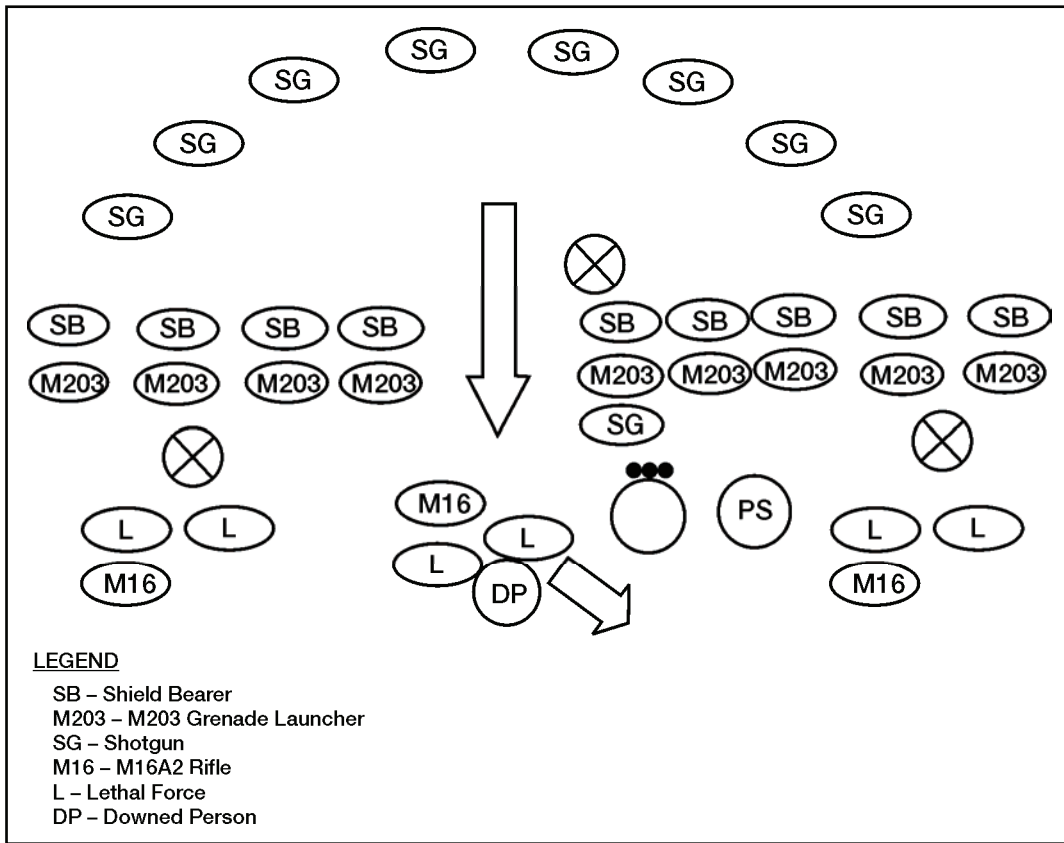 SG SG
SG SG
SG SG
SG SG
SB SB SB SB SB SB SB SB SB
M203 M203 M203 M203 M203 M203 M203 M203 M203
SG
M16 PS
L L L L L
L
M16 DP M16
LEGEND
SB – Shield Bearer
M203 – M203 Grenade Launcher
SG – Shotgun
M16 – M16A2 Rifle
L – Lethal Force
DP – Downed Person